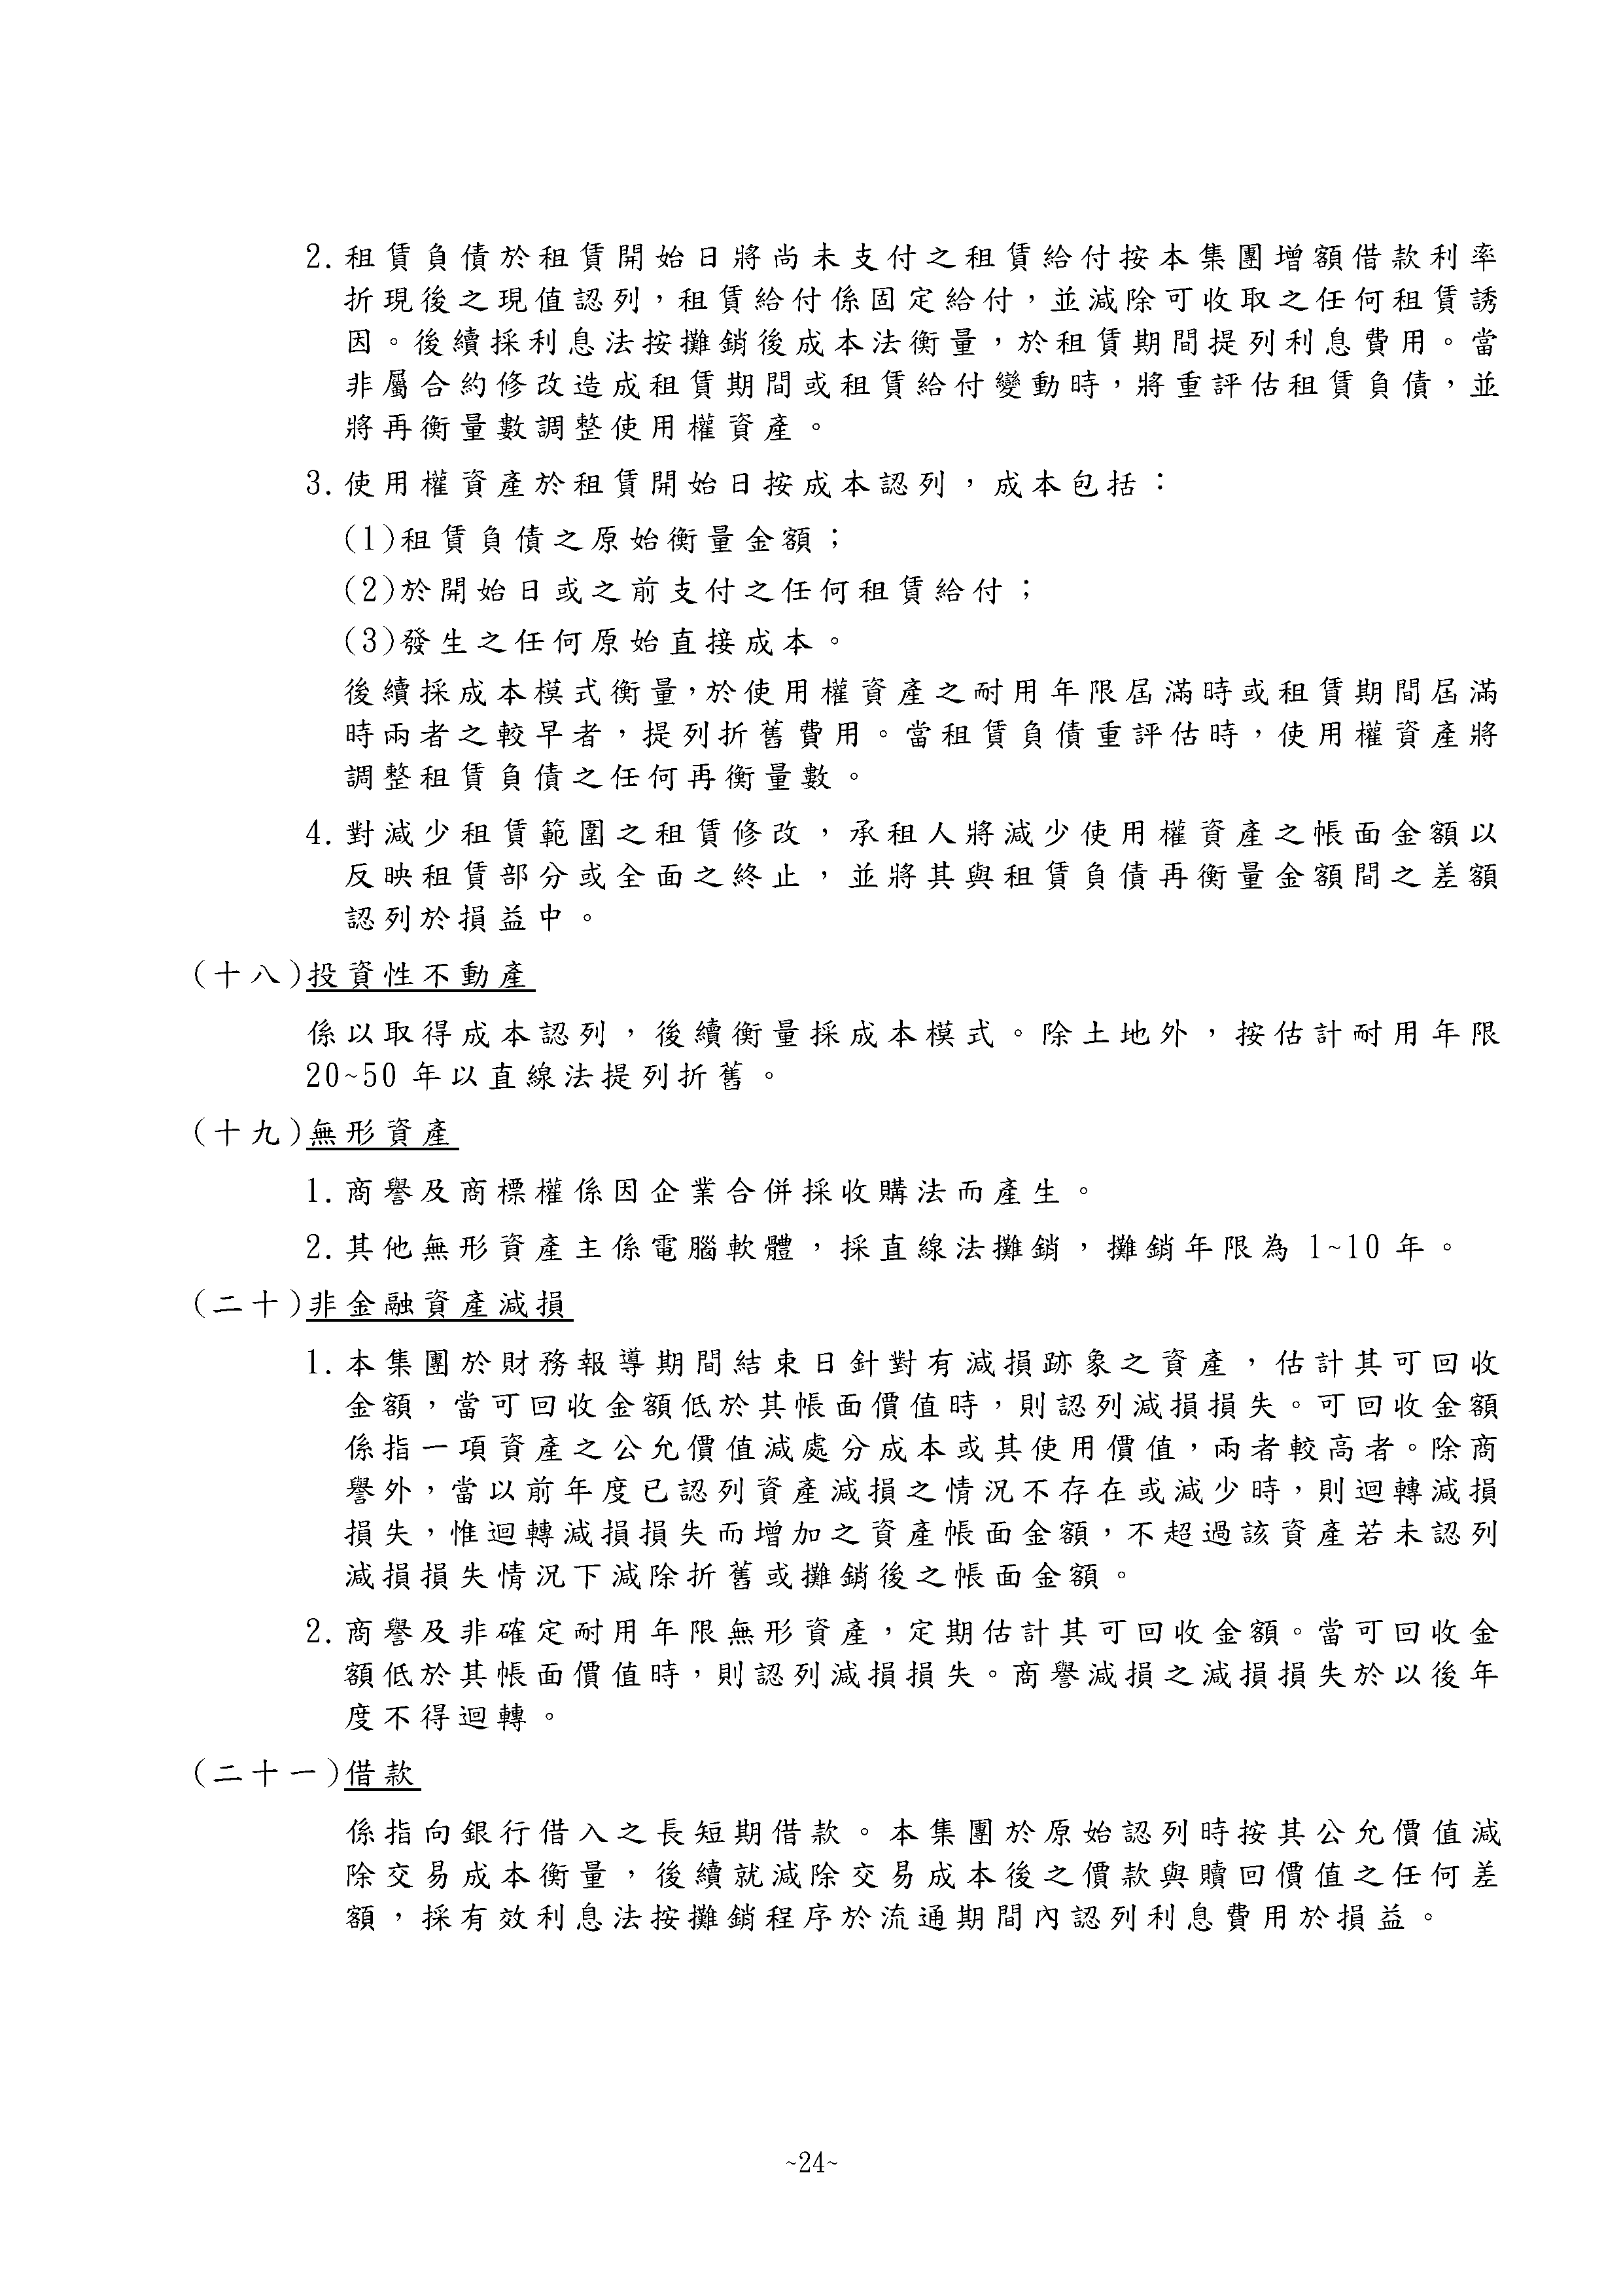 2.租賃負債於租賃開始日將尚未支付之租賃給付按本集團增額借款利率
折現後之現值認列，租賃給付係固定給付，並減除可收取之任何租賃誘
因。後續採利息法按攤銷後成本法衡量，於租賃期間提列利息費用。當
非屬合約修改造成租賃期間或租賃給付變動時，將重評估租賃負債，並
將再衡量數調整使用權資產。
3.使用權資產於租賃開始日按成本認列，成本包括：
(1)租賃負債之原始衡量金額；
(2)於開始日或之前支付之任何租賃給付；
(3)發生之任何原始直接成本。
後續採成本模式衡量，於使用權資產之耐用年限屆滿時或租賃期間屆滿
時兩者之較早者，提列折舊費用。當租賃負債重評估時，使用權資產將
調整租賃負債之任何再衡量數。
4.對減少租賃範圍之租賃修改，承租人將減少使用權資產之帳面金額以
反映租賃部分或全面之終止，並將其與租賃負債再衡量金額間之差額
認列於損益中。
(十八)投資性不動產
係以取得成本認列，後續衡量採成本模式。除土地外，按估計耐用年限
20~50 年以直線法提列折舊。
(十九)無形資產
1.商譽及商標權係因企業合併採收購法而產生。
2.其他無形資產主係電腦軟體，採直線法攤銷，攤銷年限為 1~10 年。
(二十)非金融資產減損
1.本集團於財務報導期間結束日針對有減損跡象之資產，估計其可回收
金額，當可回收金額低於其帳面價值時，則認列減損損失。可回收金額
係指一項資產之公允價值減處分成本或其使用價值，兩者較高者。除商
譽外，當以前年度已認列資產減損之情況不存在或減少時，則迴轉減損
損失，惟迴轉減損損失而增加之資產帳面金額，不超過該資產若未認列
減損損失情況下減除折舊或攤銷後之帳面金額。
2.商譽及非確定耐用年限無形資產，定期估計其可回收金額。當可回收金
額低於其帳面價值時，則認列減損損失。商譽減損之減損損失於以後年
度不得迴轉。
(二十一)借款
係指向銀行借入之長短期借款。本集團於原始認列時按其公允價值減
除交易成本衡量，後續就減除交易成本後之價款與贖回價值之任何差
額，採有效利息法按攤銷程序於流通期間內認列利息費用於損益。
~24~